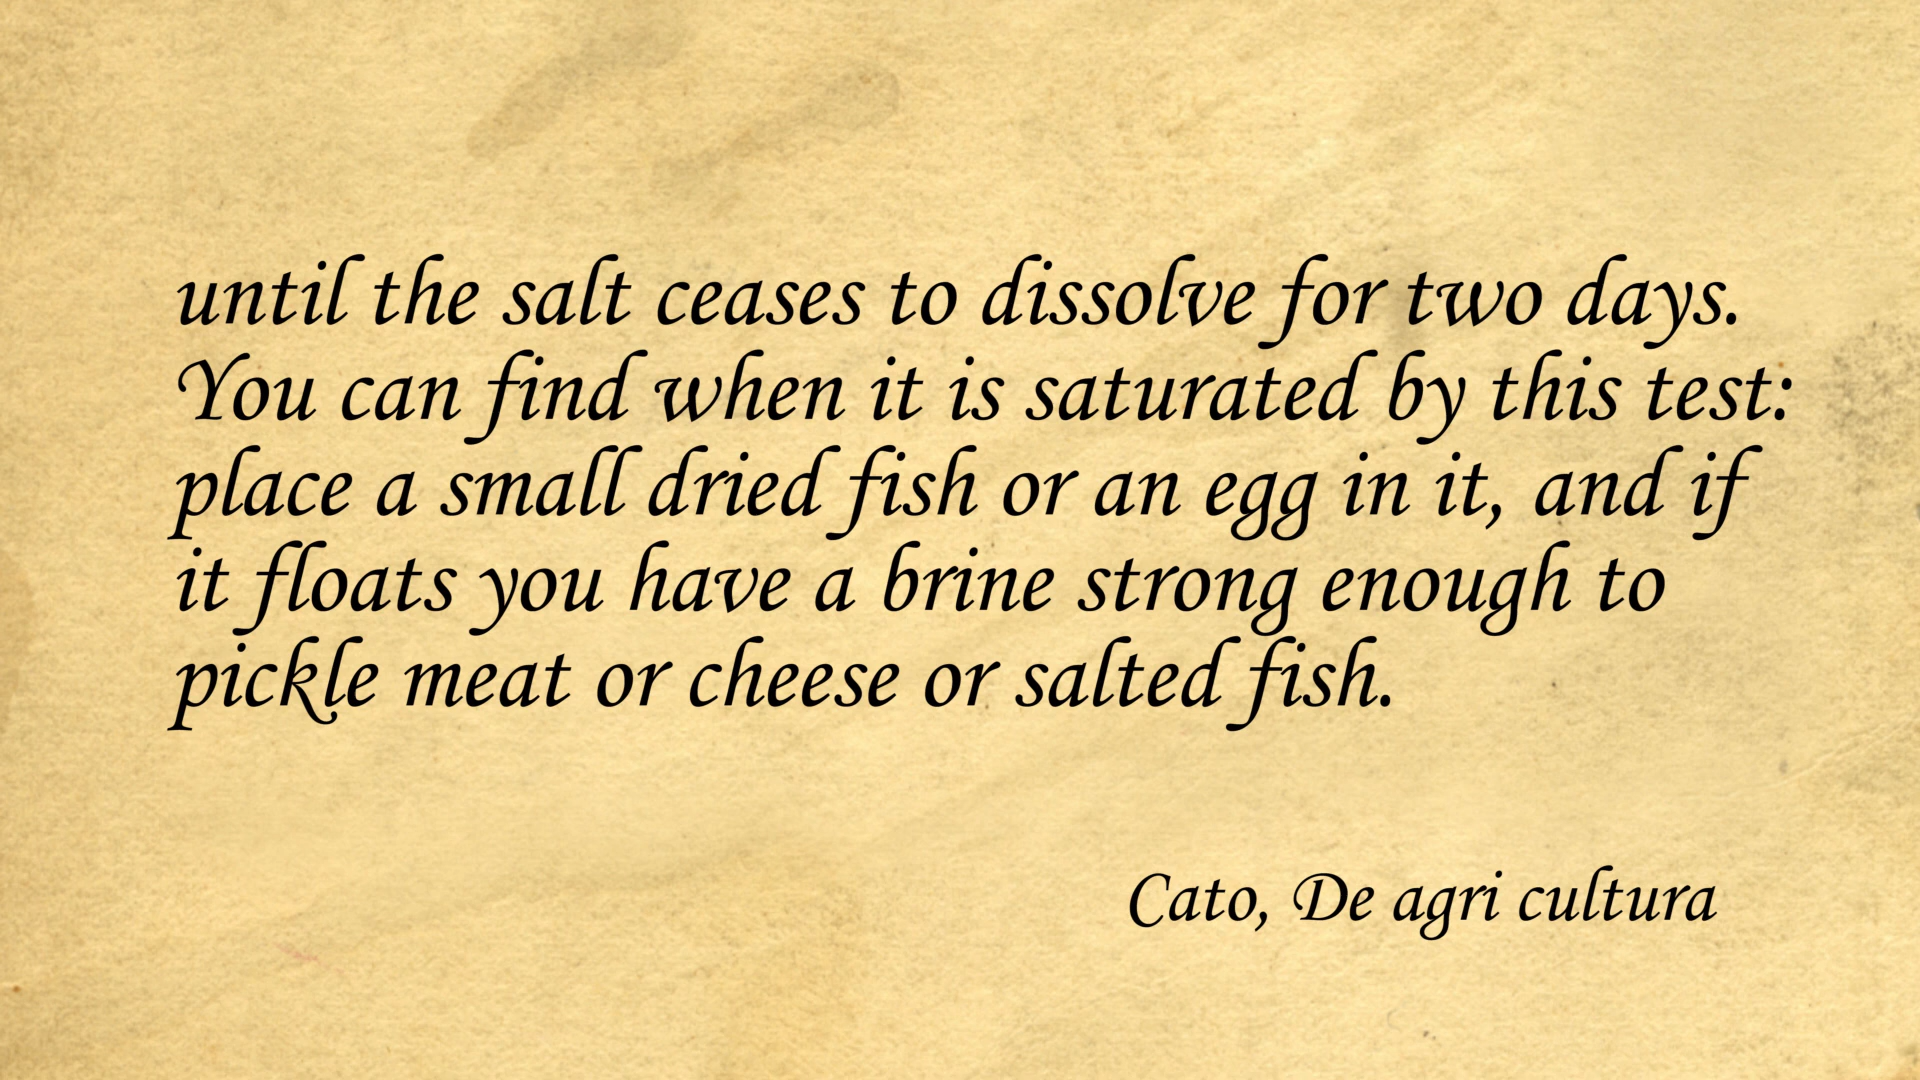 until the salt ceases to dissolve for two days.
You can find when it is saturated by this test:
place a small dried fish or an egg in it, and if
it floats you have a brine strong enough to
pickle meat or cheese or salted fish.
Cato, De agri cultura